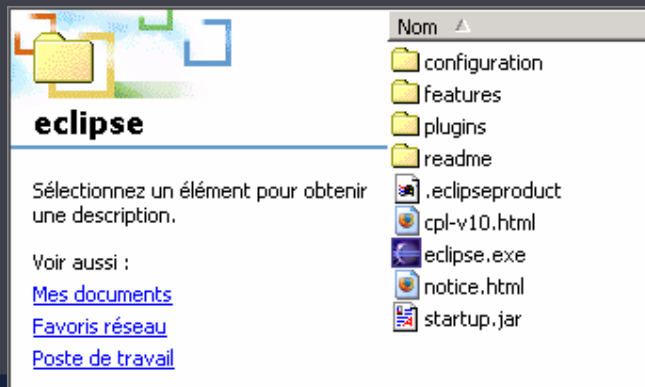 eclipse
Sélectionnez un élément pour obtenir
une description.
Voir aussi :
Mes documents
Favoris réseau
Poste de travail
Nom
configuration
features
plugins
readme
.eclipseproduct
cpl-v10.html
eclipse.exe
notice.html
startup.jar